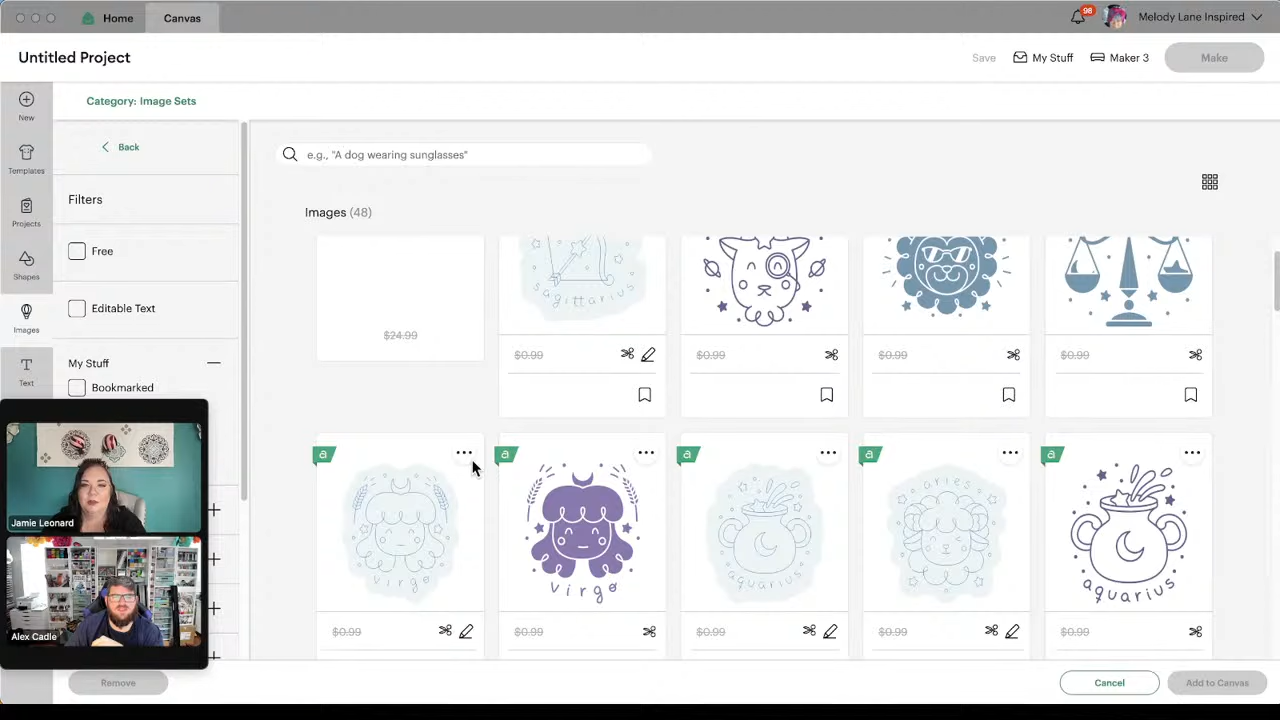 Home
Canvas
98
Melody Lane Inspired
Untitled Project
Save
My Stuff
Maker 3
Make
New
Templates
Projects
Shapes
Images
Text
Category: Image Sets
Back
Filters
Free
Editable Text
My Stuff
Bookmarked
e.g., "A dog wearing sunglasses"
Images (48)
$24.99
sagittarius
$0.99
$0.99
$0.99
$0.99
a
a
a
a
a
virgo
virgo
aquarius
aries
aquarius
$0.99
$0.99
$0.99
$0.99
$0.99
Jamie Leonard
Alex Cadle
Remove
Cancel
Add to Canvas